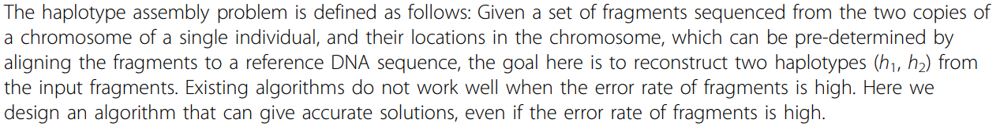 The haplotype assembly problem is defined as follows: Given a set of fragments sequenced from the two copies of
a chromosome of a single individual, and their locations in the chromosome, which can be pre-determined by
aligning the fragments to a reference DNA sequence, the goal here is to reconstruct two haplotypes (h₁, h₂) from
the input fragments. Existing algorithms do not work well when the error rate of fragments is high. Here we
design an algorithm that can give accurate solutions, even if the error rate of fragments is high.